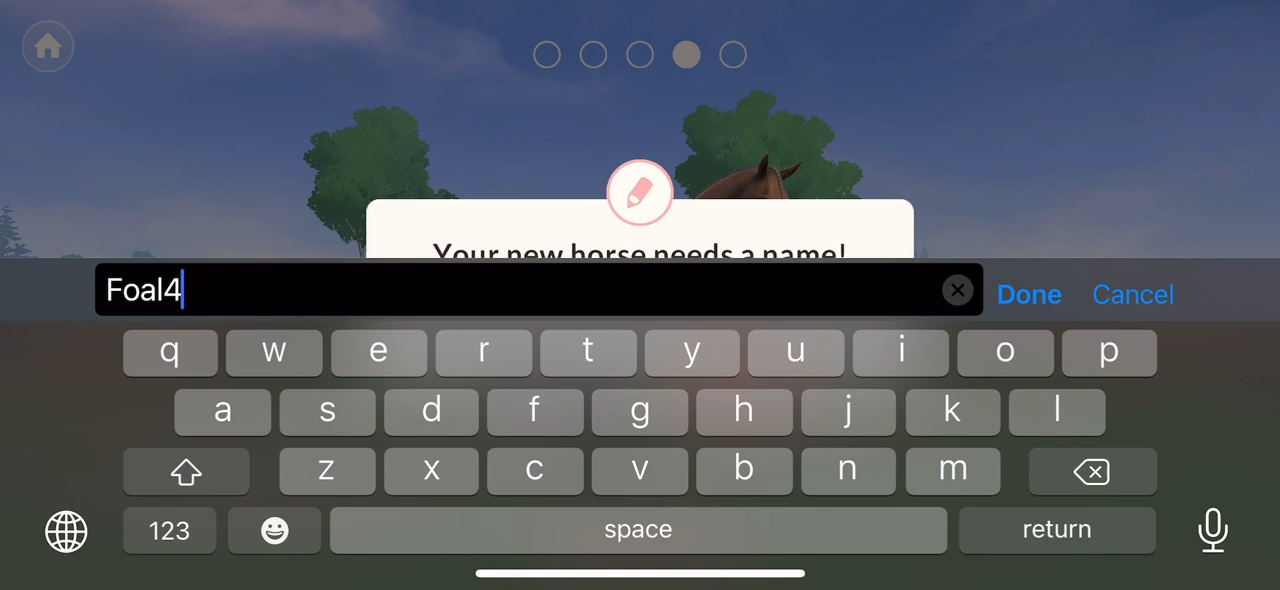 Your new horse needs a name!
Foal4
Done Cancel
q w e r t y u i o p
a s d f g h j k l
z x c v b n m
123 space return